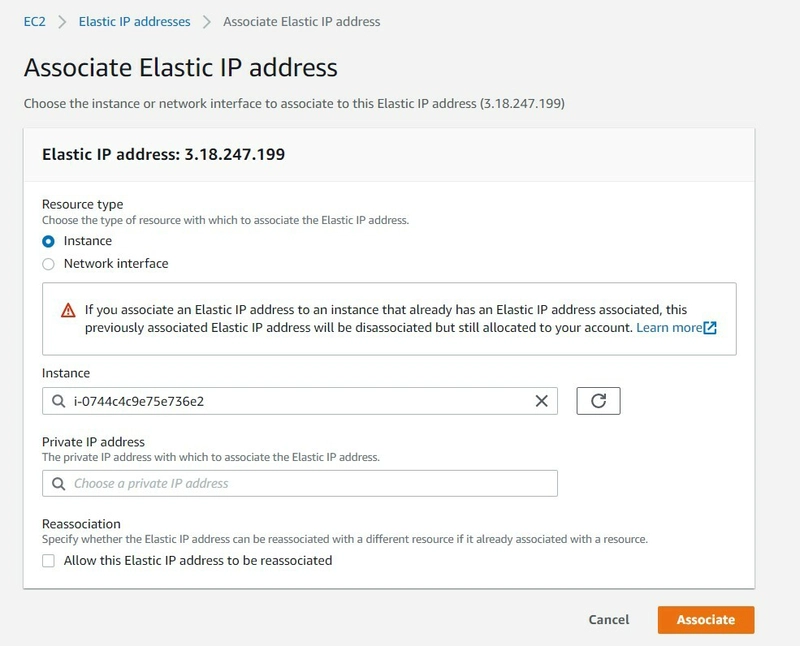 EC2 > Elastic IP addresses > Associate Elastic IP address
Associate Elastic IP address
Choose the instance or network interface to associate to this Elastic IP address (3.18.247.199)
Elastic IP address: 3.18.247.199
Resource type
Choose the type of resource with which to associate the Elastic IP address.
Instance
Network interface
If you associate an Elastic IP address to an instance that already has an Elastic IP address associated, this
previously associated Elastic IP address will be disassociated but still allocated to your account. Learn more
Instance
i-0744c4c9e75e736e2
Private IP address
The private IP address with which to associate the Elastic IP address.
Choose a private IP address
Reassociation
Specify whether the Elastic IP address can be reassociated with a different resource if it already associated with a resource.
Allow this Elastic IP address to be reassociated
Cancel Associate